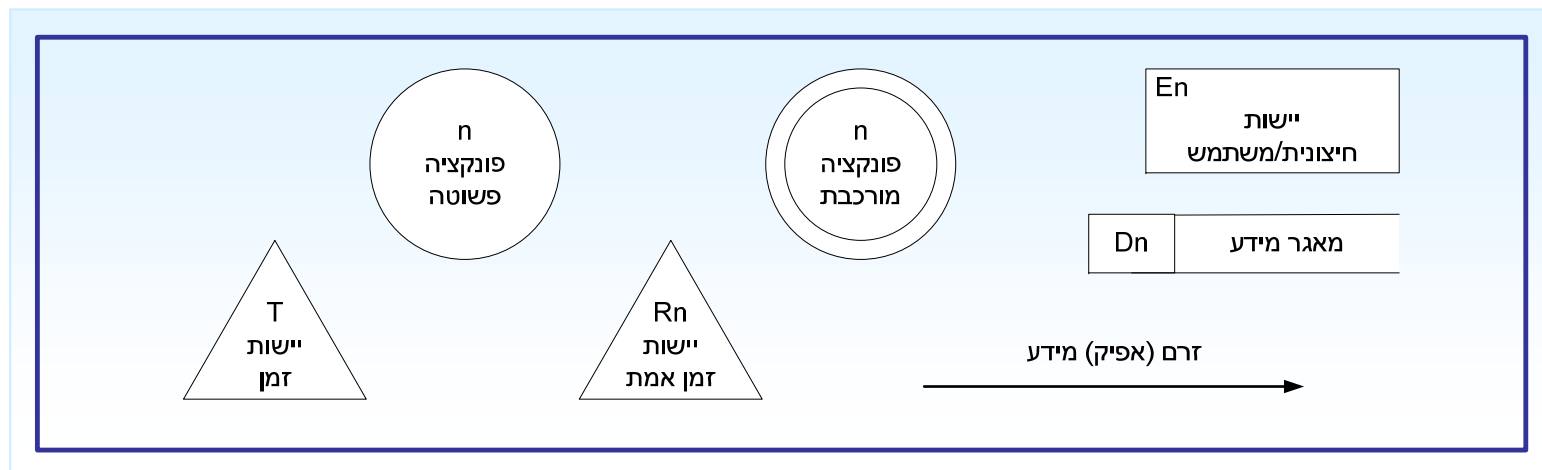 En
יישות
חיצונית/משתמש
n
פונקציה
מורכבת
n
פונקציה
פשוטה
Dn
מאגר מידע
זרם (אפיק) מידע
Rn
יישות
זמן אמת
T
יישות
זמן